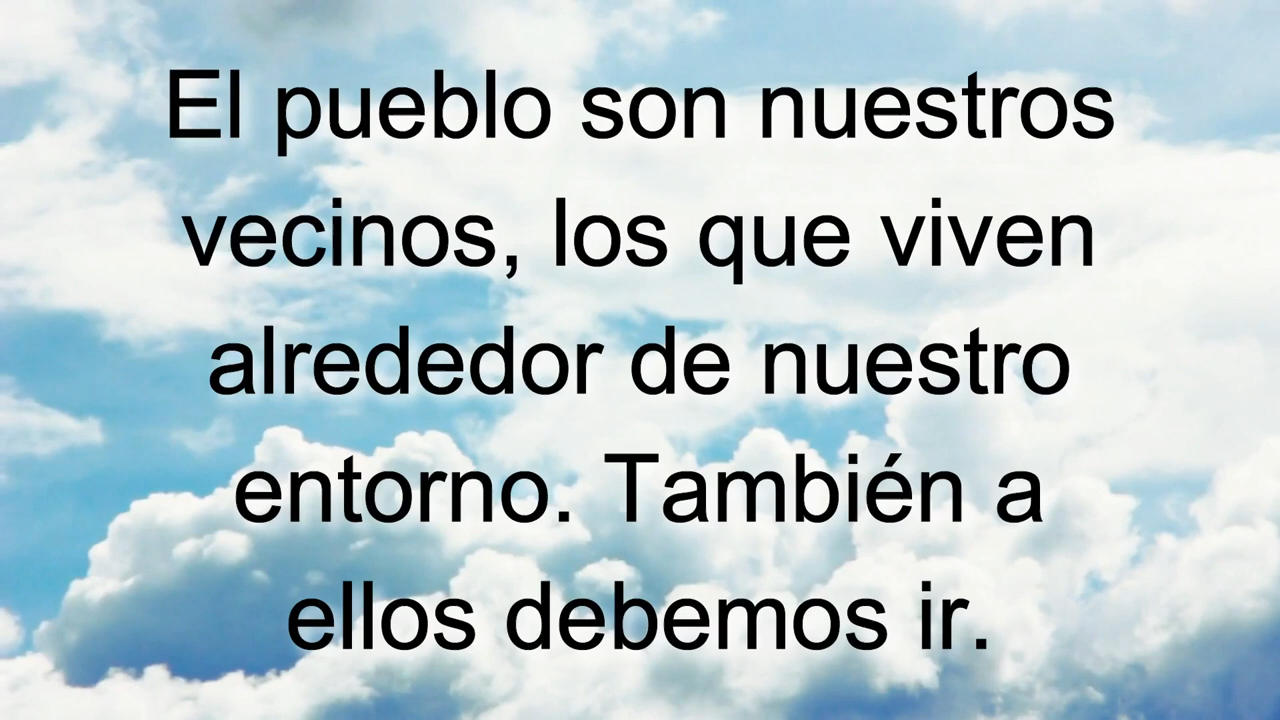 El pueblo son nuestros
vecinos, los que viven
alrededor de nuestro
entorno. También a
ellos debemos ir.